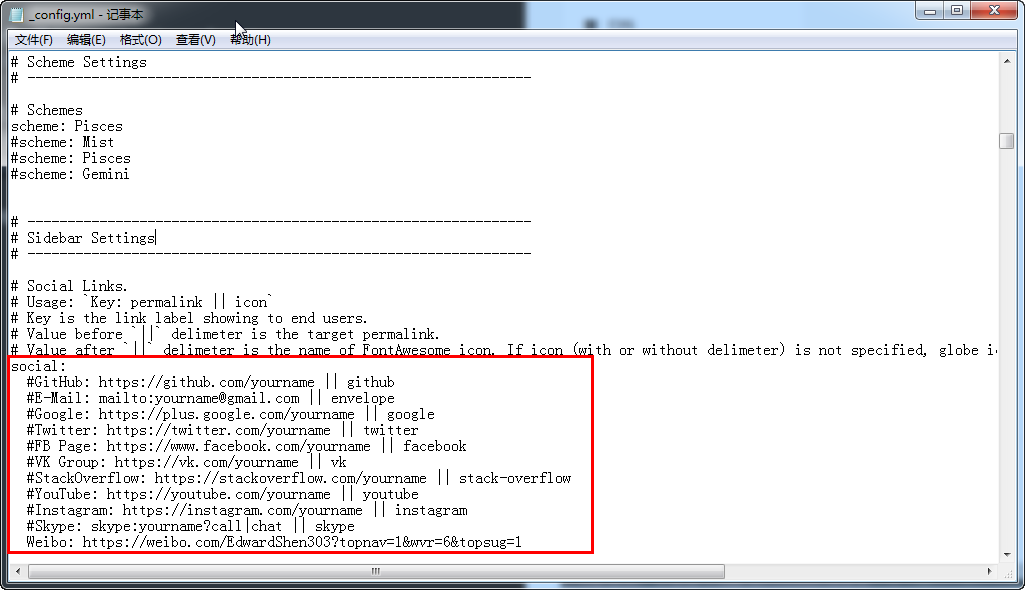 _config.yml - 记事本
文件(F) 编辑(E) 格式(O) 查看(V) 帮助(H)
# Scheme Settings
# ---------------------------------------------------------------
# Schemes
scheme: Pisces
#scheme: Mist
#scheme: Pisces
#scheme: Gemini
# ---------------------------------------------------------------
# Sidebar Settings
# ---------------------------------------------------------------
# Social Links.
# Usage: `Key: permalink || icon`
# Key is the link label showing to end users.
# Value before `||` delimeter is the target permalink.
# Value after `||` delimeter is the name of FontAwesome icon. If icon (with or without delimeter) is not specified, globe
social:
  #GitHub: https://github.com/yourname || github
  #E-Mail: mailto:yourname@gmail.com || envelope
  #Google: https://plus.google.com/yourname || google
  #Twitter: https://twitter.com/yourname || twitter
  #FB Page: https://www.facebook.com/yourname || facebook
  #VK Group: https://vk.com/yourname || vk
  #StackOverflow: https://stackoverflow.com/yourname || stack-overflow
  #YouTube: https://youtube.com/yourname || youtube
  #Instagram: https://instagram.com/yourname || instagram
  #Skype: skype:yourname?call|chat || skype
  Weibo: https://weibo.com/EdwardShen303?topnav=1&wvr=6&topsug=1